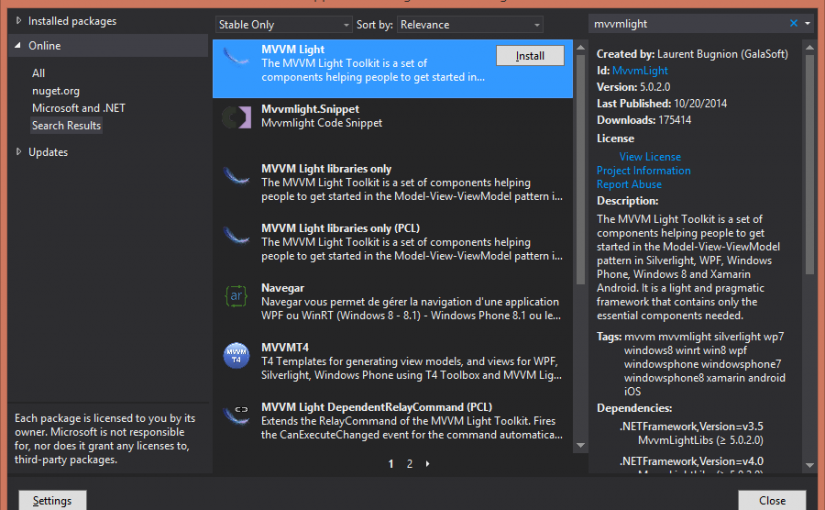 Installed packages
Online
All
nuget.org
Microsoft and .NET
Search Results
Updates
Each package is licensed to you by its
owner. Microsoft is not responsible
for, nor does it grant any licenses to,
third-party packages.
Settings
Stable Only
Sort by: Relevance
MVVM Light
The MVVM Light Toolkit is a set of
components helping people to get started in...
Install
Mvvmlight.Snippet
Mvvmlight Code Snippet
MVVM Light libraries only
The MVVM Light Toolkit is a set of components helping
people to get started in the Model-View-ViewModel pattern i...
MVVM Light libraries only (PCL)
The MVVM Light Toolkit is a set of components helping
people to get started in the Model-View-ViewModel pattern i...
ar
Navegar
Navegar vous permet de gérer la navigation d'une application
WPF ou WinRT (Windows 8 - 8.1) - Windows Phone 8.1 ou le...
MVVM
T4
MVVMT4
T4 Templates for generating view models, and views for WPF,
Silverlight, Windows Phone using T4 Toolbox and MVVM Lig...
MVVM Light DependentRelayCommand (PCL)
Extends the RelayCommand of the MVVM Light Toolkit. Fires
the CanExecuteChanged event for the command automatica...
1 2
mvvmlight
Created by: Laurent Bugnion (GalaSoft)
Id: MvvmLight
Version: 5.0.2.0
Last Published: 10/20/2014
Downloads: 175414
License
View License
Project Information
Report Abuse
Description:
The MVVM Light Toolkit is a set of
components helping people to get
started in the Model-View-ViewModel
pattern in Silverlight, WPF, Windows
Phone, Windows 8 and Xamarin
Android. It is a light and pragmatic
framework that contains only the
essential components needed.
Tags: mvvm mvvmlight silverlight wp7
windows8 winrt win8 wpf
windowsphone windowsphone7
windowsphone8 xamarin android
iOS
Dependencies:
.NETFramework,Version=v3.5
MvvmLightLibs (≥ 5.0.2.0)
.NETFramework,Version=v4.0
MvvmLightLibs (≥ 5.0.2.0)
Close